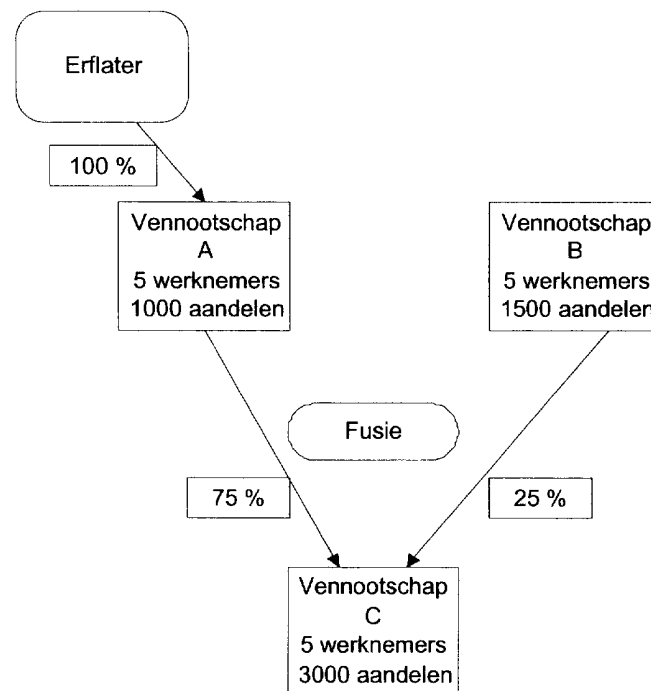 Erflater
100 %
Vennootschap
A
5 werknemers
1000 aandelen
Vennootschap
B
5 werknemers
1500 aandelen
Fusie
75 %
25 %
Vennootschap
C
5 werknemers
3000 aandelen